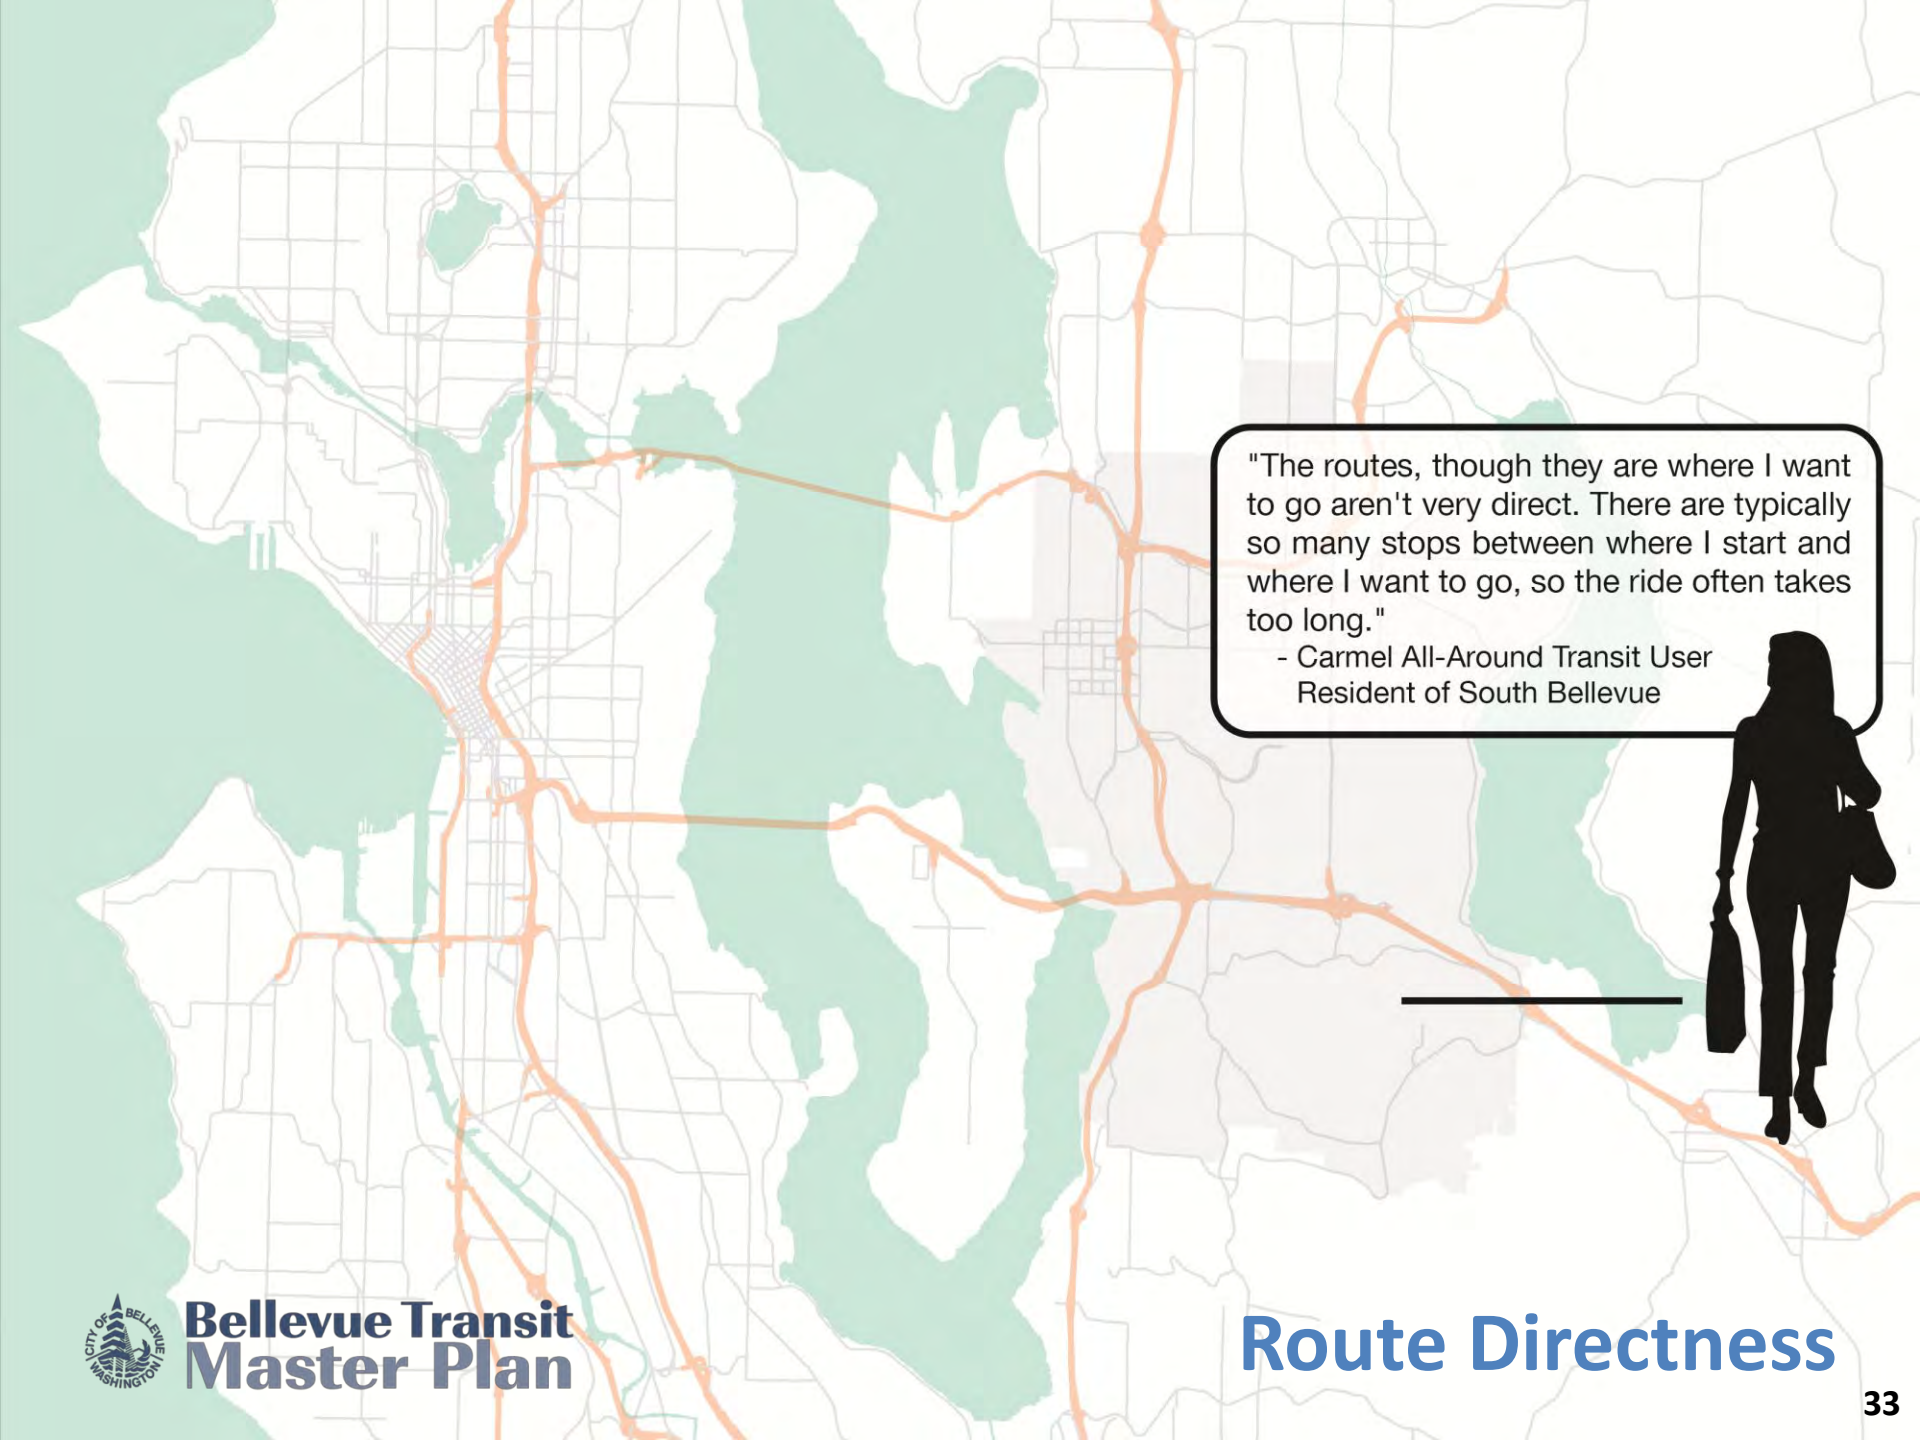 "The routes, though they are where I want
to go aren't very direct. There are typically
so many stops between where I start and
where I want to go, so the ride often takes
too long."
- Carmel All-Around Transit User
Resident of South Bellevue
CITY OF BELLEVUE
WASHINGTON
Bellevue Transit
Master Plan
Route Directness
33